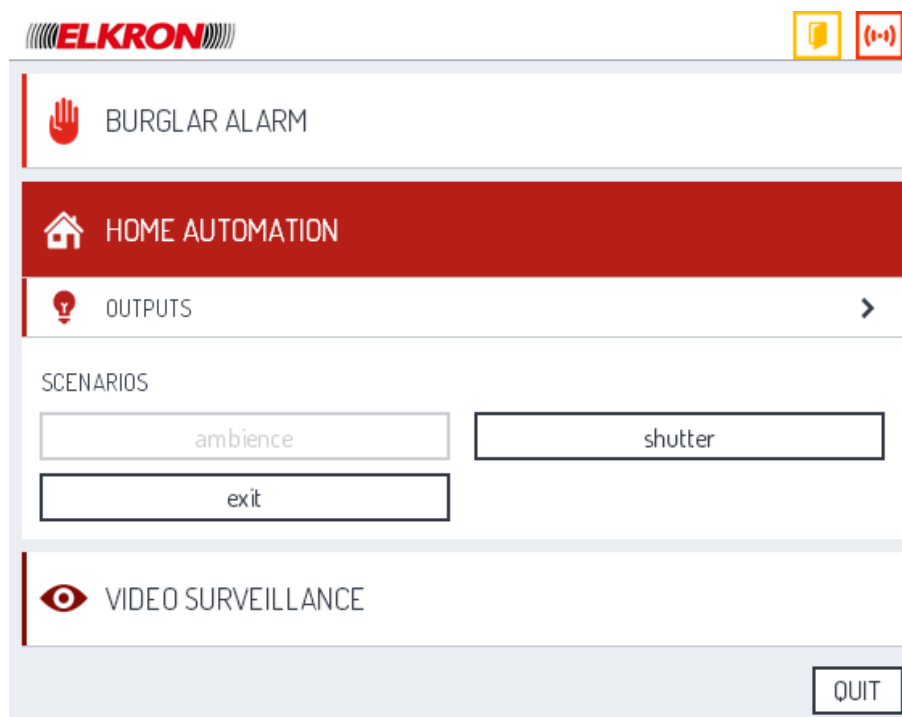 ELKRON
BURGLAR ALARM
HOME AUTOMATION
OUTPUTS
SCENARIOS
ambience
shutter
exit
VIDEO SURVEILLANCE
QUIT